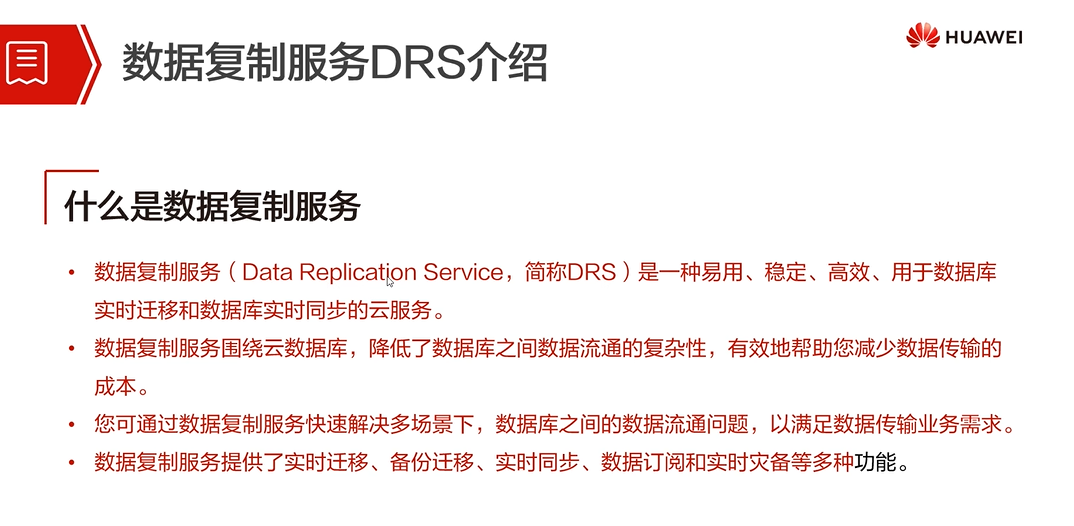 数据复制服务DRS介绍
HUAWEI
什么是数据复制服务
• 数据复制服务（Data Replication Service，简称DRS）是一种易用、稳定、高效、用于数据库
实时迁移和数据库实时同步的云服务。
• 数据复制服务围绕云数据库，降低了数据库之间数据流通的复杂性，有效地帮助您减少数据传输的
成本。
• 您可通过数据复制服务快速解决多场景下，数据库之间的数据流通问题，以满足数据传输业务需求。
• 数据复制服务提供了实时迁移、备份迁移、实时同步、数据订阅和实时灾备等多种功能。